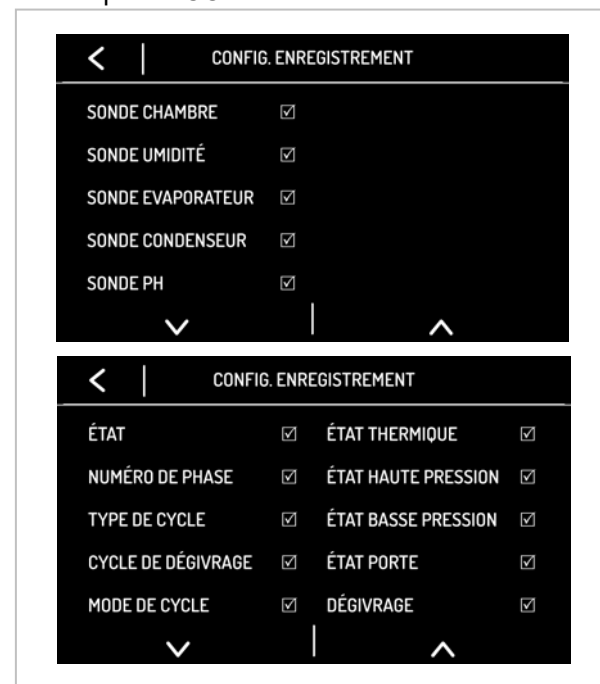 CONFIG. ENREGISTREMENT
SONDE CHAMBRE
SONDE UMIDITÉ
SONDE EVAPORATEUR
SONDE CONDENSEUR
SONDE PH
CONFIG. ENREGISTREMENT
ÉTAT ÉTAT THERMIQUE
NUMÉRO DE PHASE ÉTAT HAUTE PRESSION
TYPE DE CYCLE ÉTAT BASSE PRESSION
CYCLE DE DÉGIVRAGE ÉTAT PORTE
MODE DE CYCLE DÉGIVRAGE